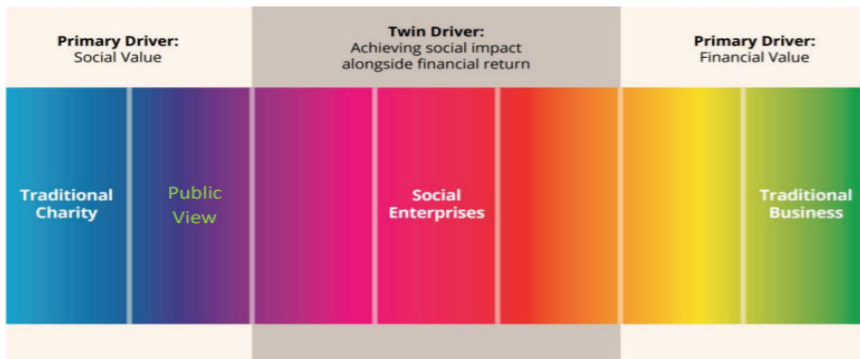 Primary Driver:
Social Value
Twin Driver:
Achieving social impact
alongside financial return
Primary Driver:
Financial Value
Traditional
Charity
Public
View
Social
Enterprises
Traditional
Business